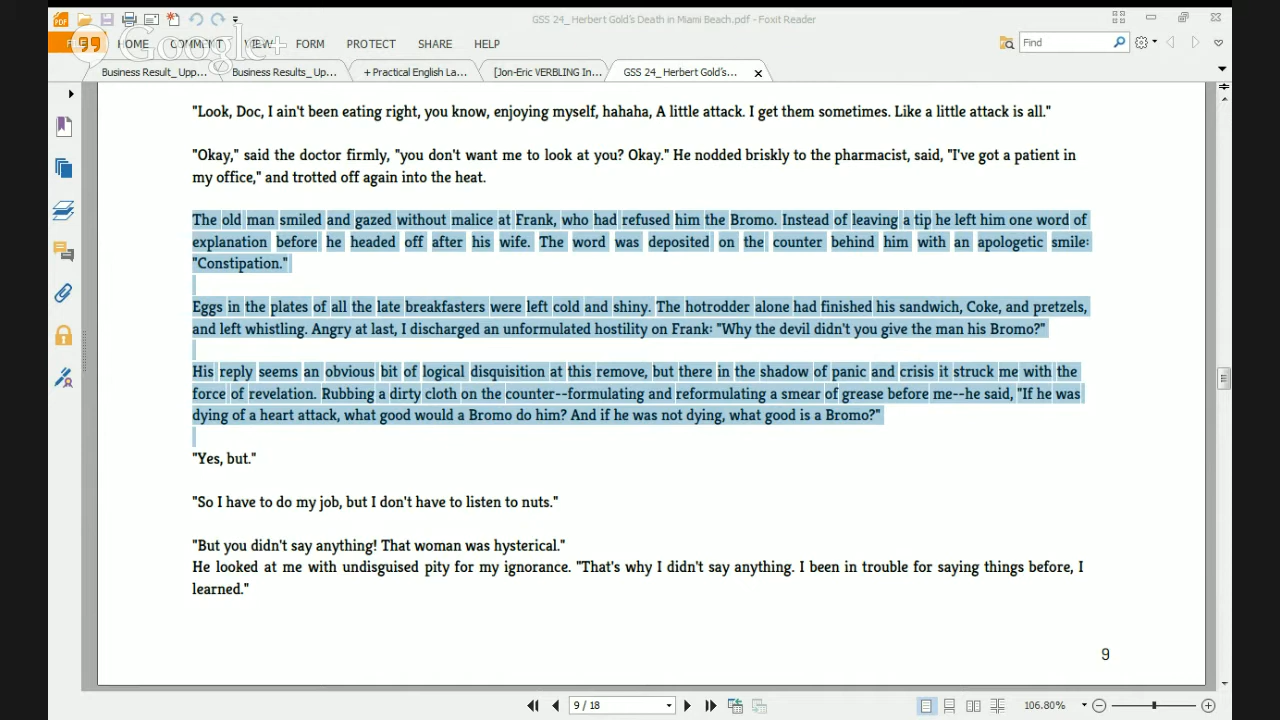 GSS 24_ Herbert Gold's Death in Miami Beach.pdf - Foxit Reader
HOME COMMENT VIEW FORM PROTECT SHARE HELP
Google+
Find
Business Result_ Upp... Business Results_ Up... + Practical English La... [Jon-Eric VERBLING In... GSS 24_ Herbert Gold's...
"Look, Doc, I ain't been eating right, you know, enjoying myself, hahaha, A little attack. I get them sometimes. Like a little attack is all."
"Okay," said the doctor firmly, "you don't want me to look at you? Okay." He nodded briskly to the pharmacist, said, "I've got a patient in
my office," and trotted off again into the heat.
The old man smiled and gazed without malice at Frank, who had refused him the Bromo. Instead of leaving a tip he left him one word of
explanation before he headed off after his wife. The word was deposited on the counter behind him with an apologetic smile:
"Constipation."
Eggs in the plates of all the late breakfasters were left cold and shiny. The hotrodder alone had finished his sandwich, Coke, and pretzels,
and left whistling. Angry at last, I discharged an unformulated hostility on Frank: "Why the devil didn't you give the man his Bromo?"
His reply seems an obvious bit of logical disquisition at this remove, but there in the shadow of panic and crisis it struck me with the
force of revelation. Rubbing a dirty cloth on the counter--formulating and reformulating a smear of grease before me--he said, "If he was
dying of a heart attack, what good would a Bromo do him? And if he was not dying, what good is a Bromo?"
"Yes, but."
"So I have to do my job, but I don't have to listen to nuts."
"But you didn't say anything! That woman was hysterical."
He looked at me with undisguised pity for my ignorance. "That's why I didn't say anything. I been in trouble for saying things before, I
learned."
9
9 / 18
106.80%